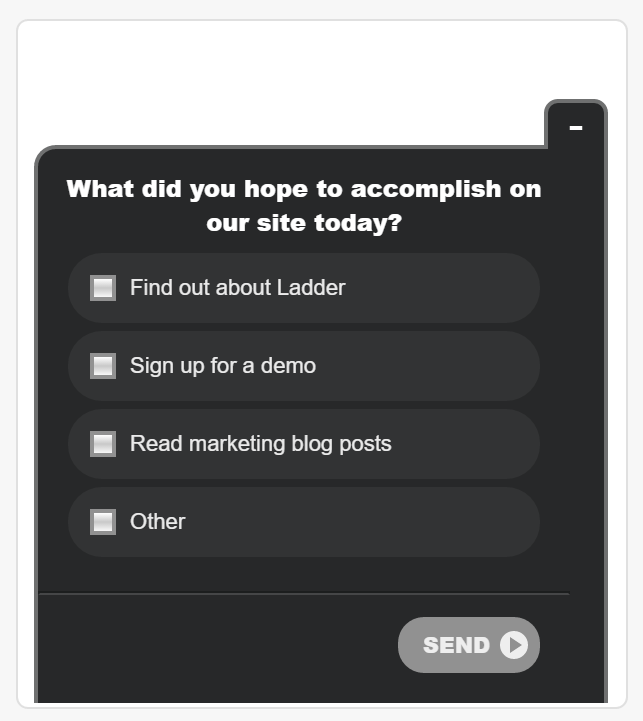 What did you hope to accomplish on
our site today?
Find out about Ladder
Sign up for a demo
Read marketing blog posts
Other
SEND